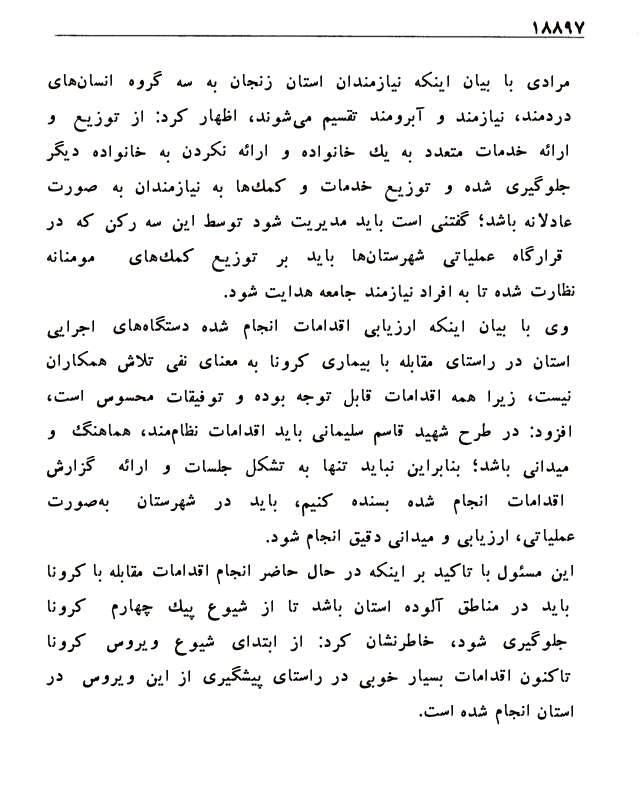 ۱۸۸۹۷
مرادی با بیان اینکه نیازمندان استان زنجان به سه گروه انسان‌های
دردمند، نیازمند و آبرومند تقسیم می‌شوند، اظهار کرد: از توزیع و
ارائه خدمات متعدد به یك خانواده و ارائه نکردن به خانواده دیگر
جلوگیری شده و توزیع خدمات و کمك‌ها به نیازمندان به صورت
عادلانه باشد؛ گفتنی است باید مدیریت شود توسط این سه رکن که در
قرارگاه عملیاتی شهرستان‌ها باید بر توزیع کمك‌های مومنانه
نظارت شده تا به افراد نیازمند جامعه هدایت شود.
وی با بیان اینکه ارزیابی اقدامات انجام شده دستگاه‌های اجرایی
استان در راستای مقابله با بیماری کرونا به معنای نفی تلاش همکاران
نیست، زیرا همه اقدامات قابل توجه بوده و توفیقات محسوس است،
افزود: در طرح شهید قاسم سلیمانی باید اقدامات نظام‌مند، هماهنگ و
میدانی باشد؛ بنابراین نباید تنها به تشکل جلسات و ارائه گزارش
اقدامات انجام شده بسنده کنیم، باید در شهرستان به‌صورت
عملیاتی، ارزیابی و میدانی دقیق انجام شود.
این مسئول با تاکید بر اینکه در حال حاضر انجام اقدامات مقابله با کرونا
باید در مناطق آلوده استان باشد تا از شیوع پیك چهارم کرونا
جلوگیری شود، خاطرنشان کرد: از ابتدای شیوع ویروس کرونا
تاکنون اقدامات بسیار خوبی در راستای پیشگیری از این ویروس در
استان انجام شده است.